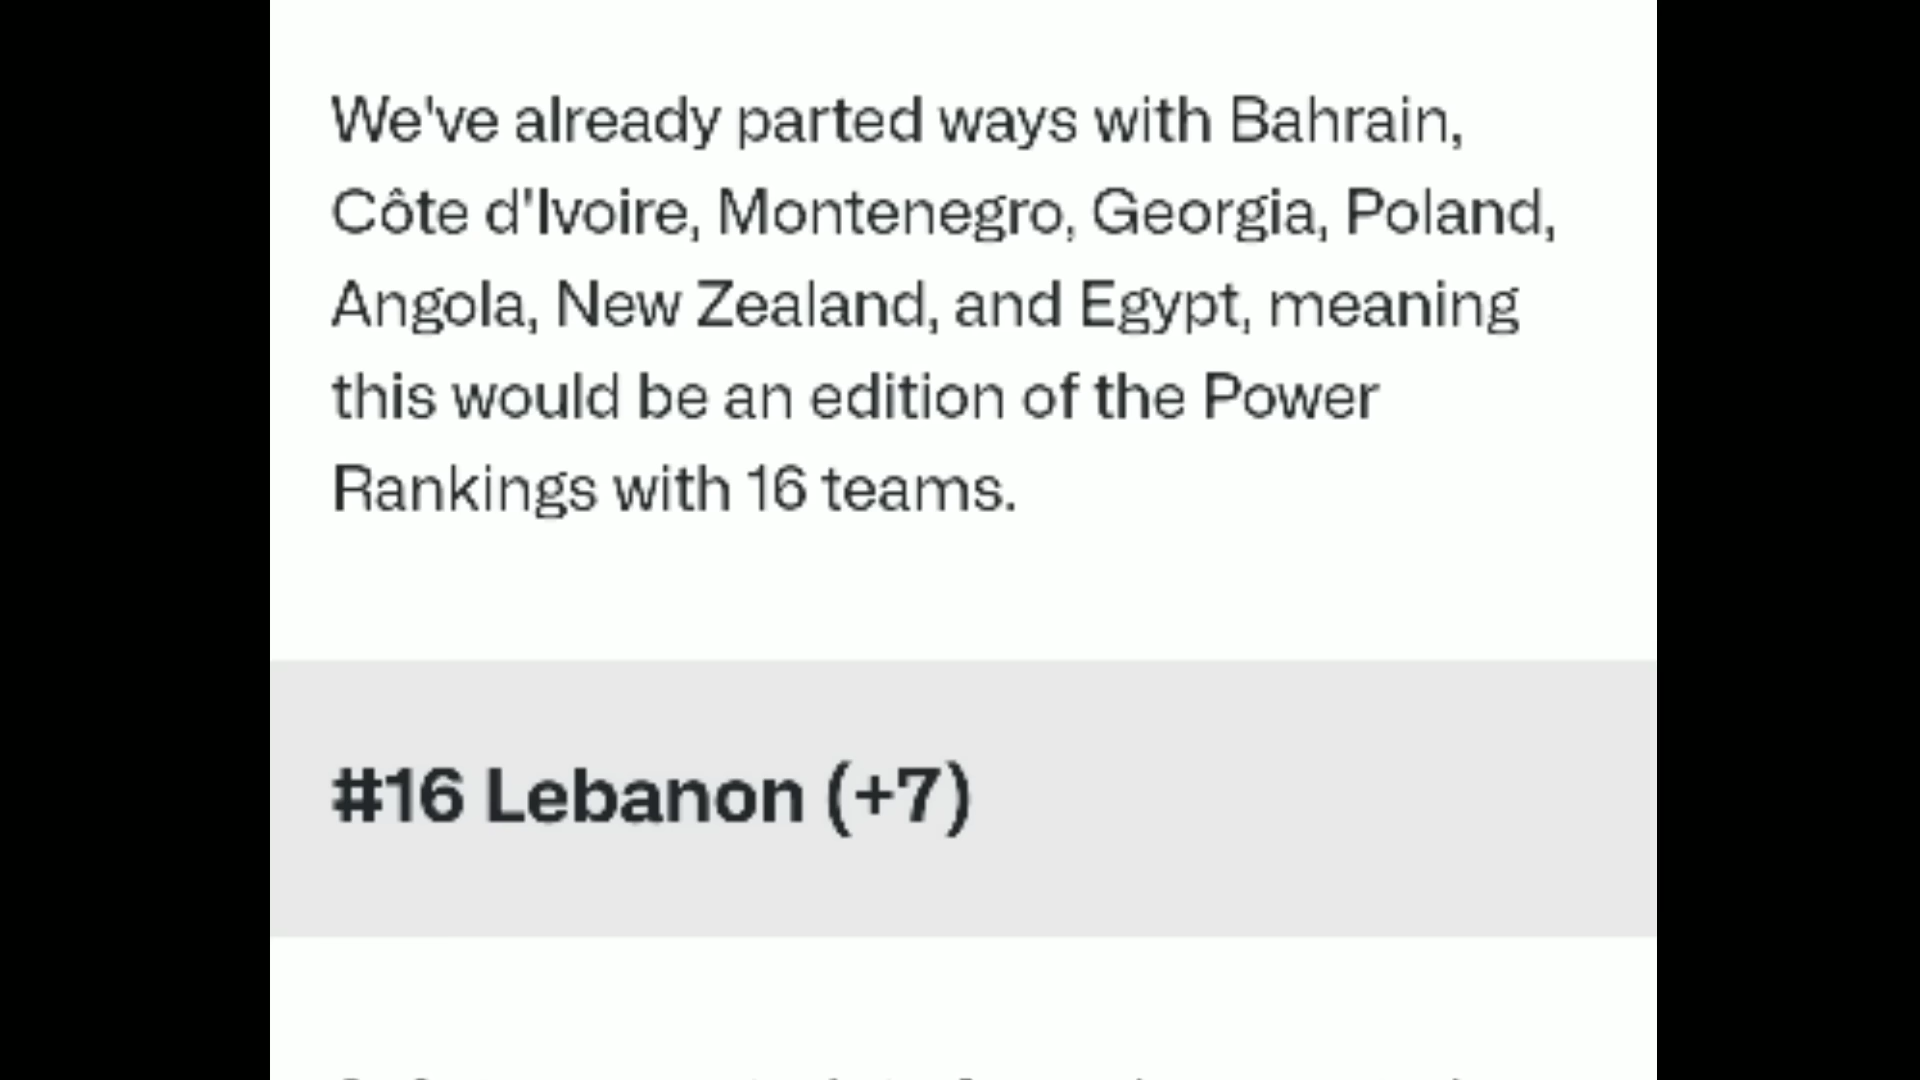 We've already parted ways with Bahrain,
Côte d'Ivoire, Montenegro, Georgia, Poland,
Angola, New Zealand, and Egypt, meaning
this would be an edition of the Power
Rankings with 16 teams.
#16 Lebanon (+7)